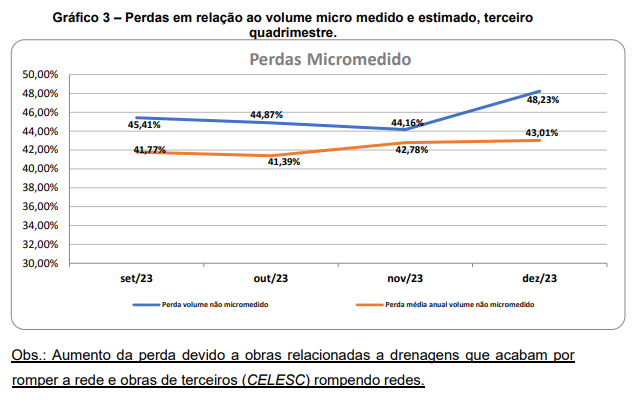 Gráfico 3 – Perdas em relação ao volume micro medido e estimado, terceiro
quadrimestre.
Perdas Micromedido
50,00%
48,00%
46,00%
44,00%
42,00%
40,00%
38,00%
36,00%
34,00%
32,00%
30,00%
45,41%
44,87%
44,16%
48,23%
41,77%
41,39%
42,78%
43,01%
set/23
out/23
nov/23
dez/23
Perda volume não micromedido
Perda média anual volume não micromedido
Obs.: Aumento da perda devido a obras relacionadas a drenagens que acabam por
romper a rede e obras de terceiros (CELESC) rompendo redes.